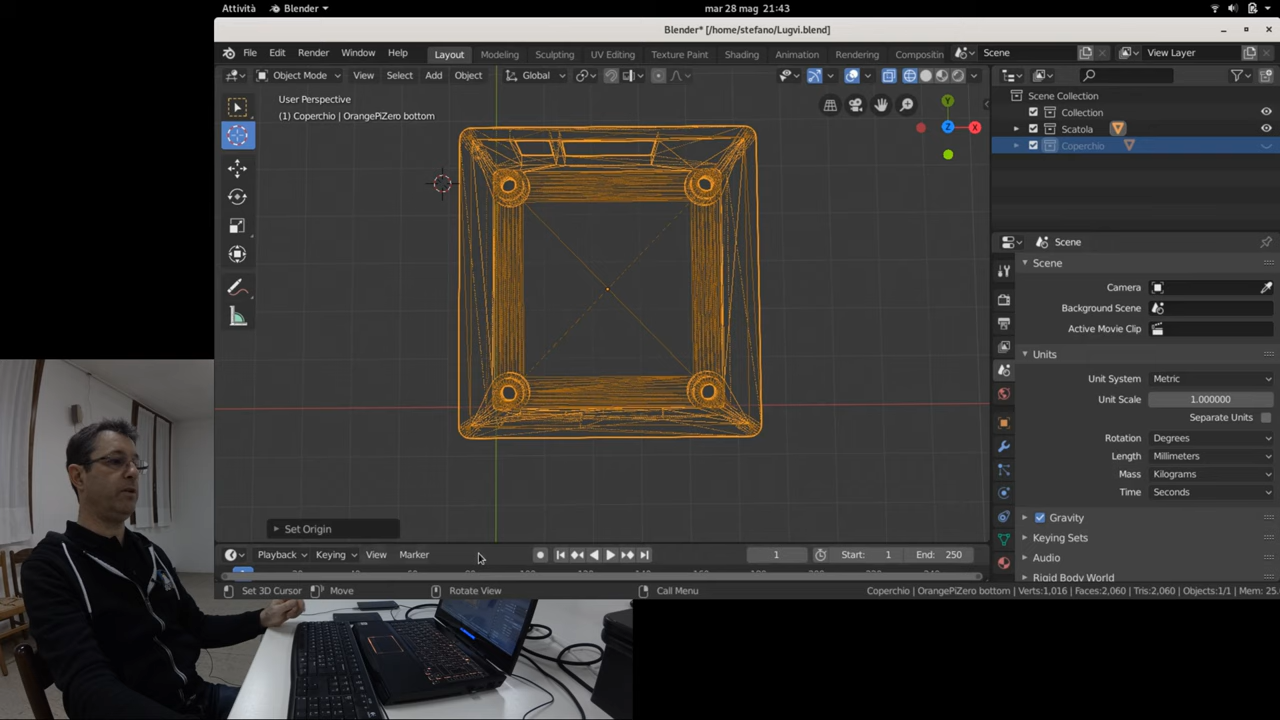 Attività
Blender
mar 28 mag 21:43
Blender* [/home/stefano/Lugvi.blend]
File Edit Render Window Help
Layout Modeling Sculpting UV Editing Texture Paint Shading Animation Rendering Compositin
Scene
View Layer
Object Mode View Select Add Object Global
User Perspective
(1) Coperchio | OrangePiZero bottom
Scene Collection
Collection
Scatola
Coperchio
Y
Z
X
Scene
Scene
Camera
Background Scene
Active Movie Clip
Units
Unit System Metric
Unit Scale 1.000000
Separate Units
Rotation Degrees
Length Millimeters
Mass Kilograms
Time Seconds
Gravity
Keying Sets
Audio
Rigid Body World
Set Origin
Playback Keying View Marker
1 Start: 1 End: 250
Set 3D Cursor Move Rotate View Call Menu
Coperchio | OrangePiZero bottom | Verts:1,016 | Faces:2,060 | Tris:2,060 | Objects:1/1 | Mem: 25.